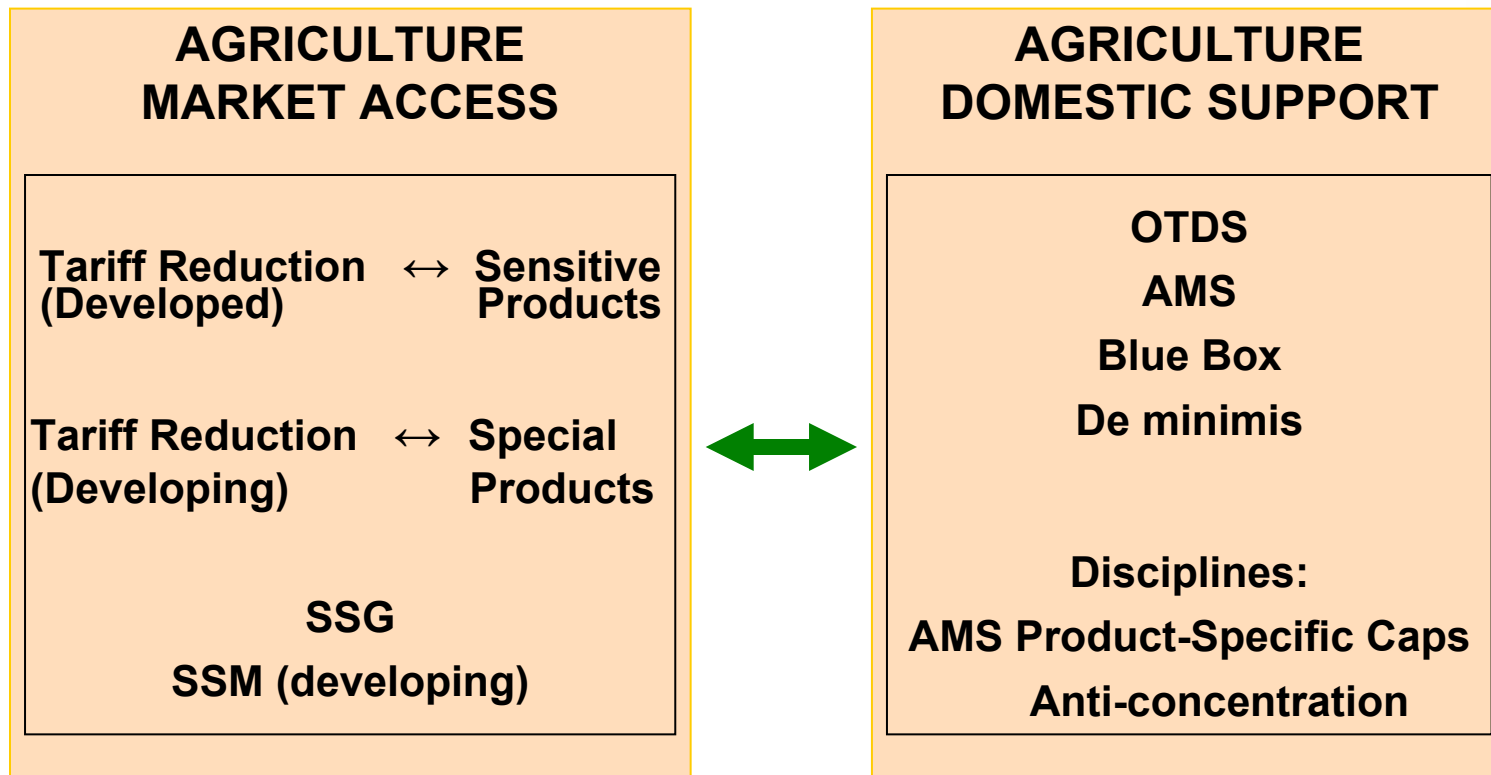 AGRICULTURE
MARKET ACCESS
Tariff Reduction ↔ Sensitive
(Developed) Products
Tariff Reduction ↔ Special
(Developing) Products
SSG
SSM (developing)
AGRICULTURE
DOMESTIC SUPPORT
OTDS
AMS
Blue Box
De minimis
Disciplines:
AMS Product-Specific Caps
Anti-concentration